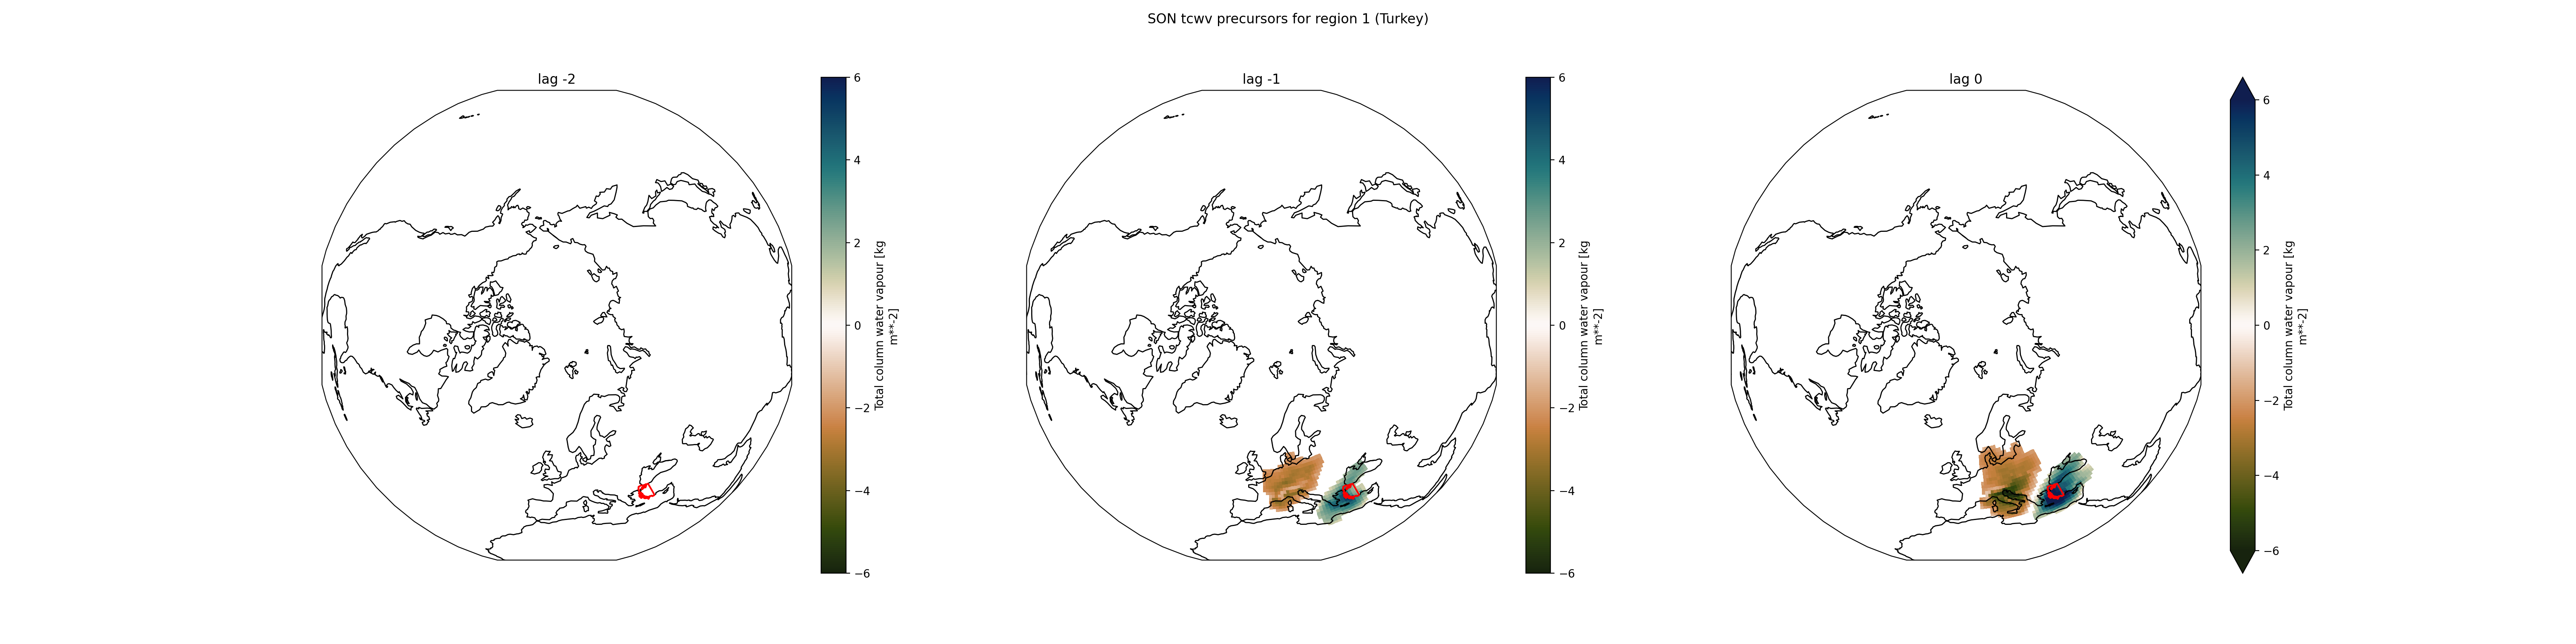 SON tcwv precursors for region 1 (Turkey)
lag -2
6
4
2
0
−2
−4
−6
Total column water vapour [kg
m**-2]
lag -1
6
4
2
0
−2
−4
−6
Total column water vapour [kg
m**-2]
lag 0
6
4
2
0
−2
−4
−6
Total column water vapour [kg
m**-2]